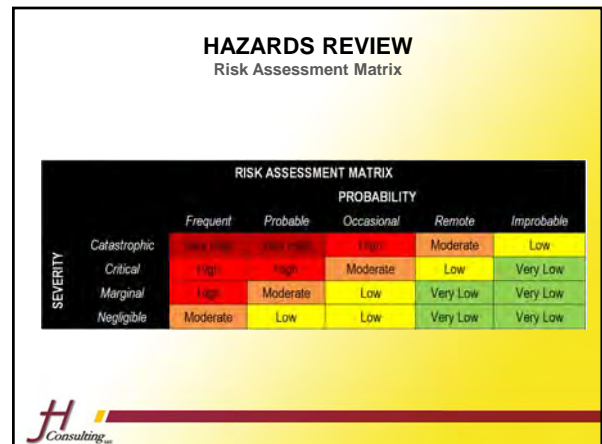 HAZARDS REVIEW
Risk Assessment Matrix
RISK ASSESSMENT MATRIX
PROBABILITY
Frequent Probable Occasional Remote Improbable
SEVERITY
Catastrophic High Moderate Low
Critical High High Moderate Low Very Low
Marginal High Moderate Low Very Low Very Low
Negligible Moderate Low Low Very Low Very Low
H Consulting